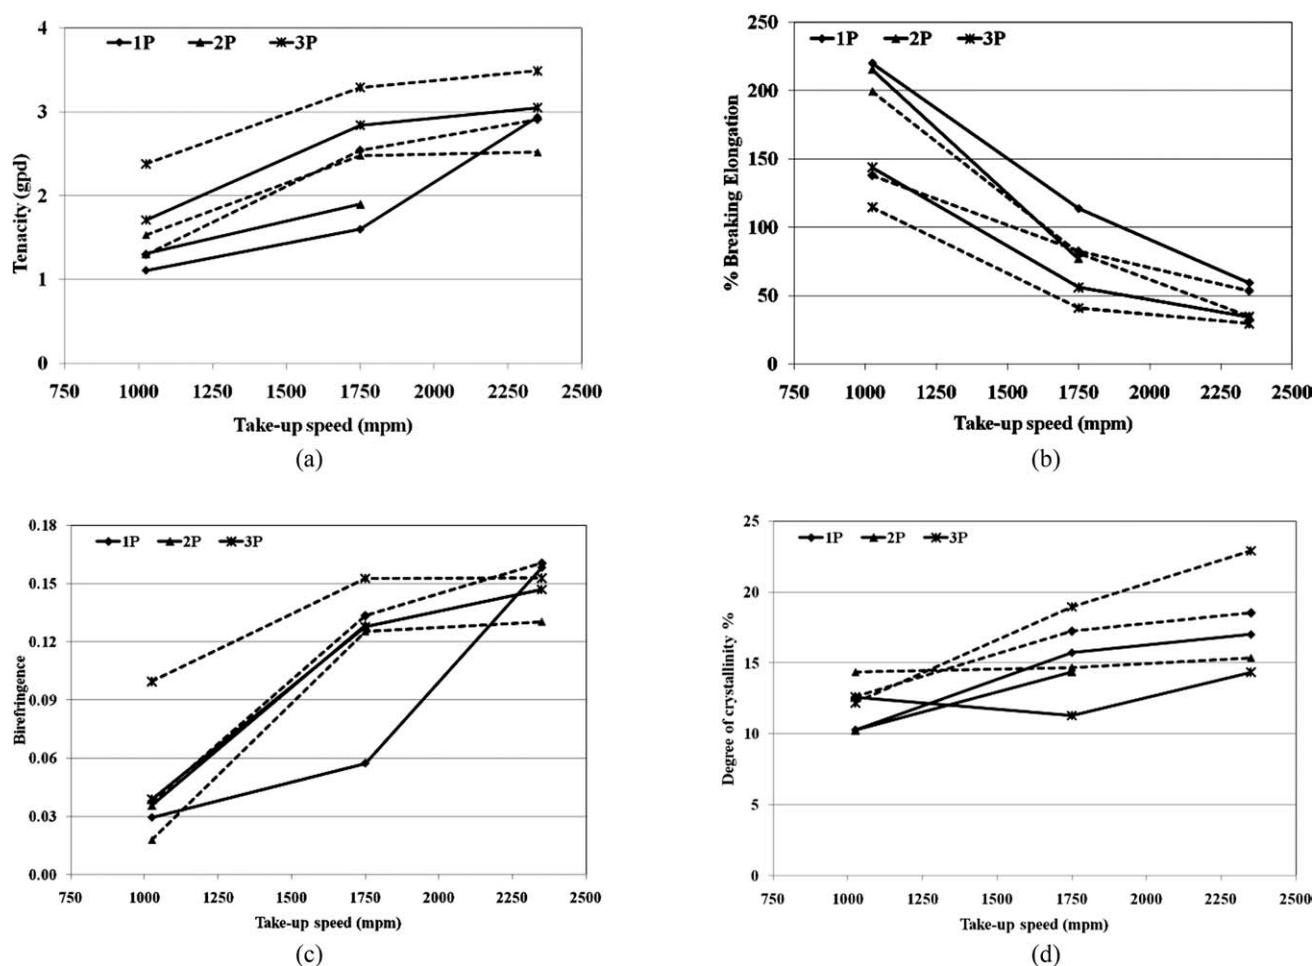 4
1P 2P 3P
3
2
1
0
Tenacity (gpd)
750 1000 1250 1500 1750 2000 2250 2500
Take-up speed (mpm)
(a)
250
1P 2P 3P
200
150
100
50
0
% Breaking Elongation
750 1000 1250 1500 1750 2000 2250 2500
Take-up speed (mpm)
(b)
0.18
1P 2P 3P
0.15
0.12
0.09
0.06
0.03
0.00
Birefringence
750 1000 1250 1500 1750 2000 2250 2500
Take-up speed (mpm)
(c)
25
1P 2P 3P
20
15
10
5
0
Degree of crystallinity %
750 1000 1250 1500 1750 2000 2250 2500
Take-up speed (mpm)
(d)